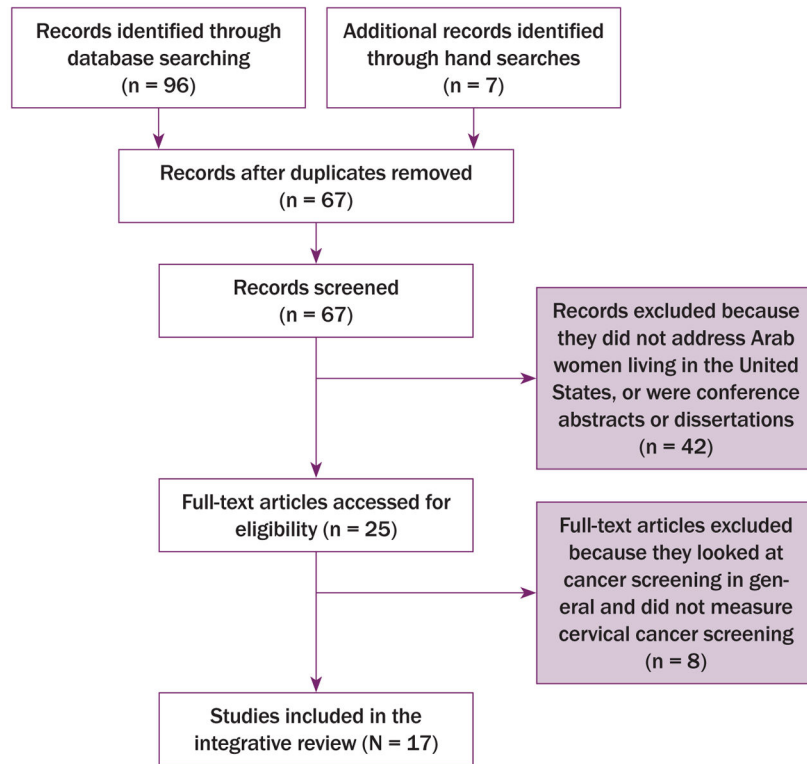 Records identified through
database searching
(n = 96)
Additional records identified
through hand searches
(n = 7)
Records after duplicates removed
(n = 67)
Records screened
(n = 67)
Records excluded because
they did not address Arab
women living in the United
States, or were conference
abstracts or dissertations
(n = 42)
Full-text articles accessed for
eligibility (n = 25)
Full-text articles excluded
because they looked at
cancer screening in gen-
eral and did not measure
cervical cancer screening
(n = 8)
Studies included in the
integrative review (N = 17)